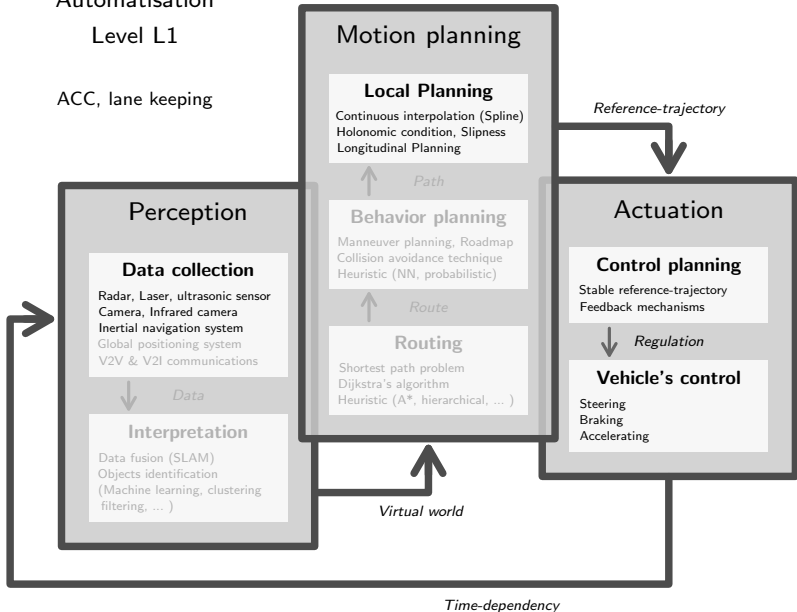 Automatisation
Level L1
ACC, lane keeping
Motion planning
Local Planning
Continuous interpolation (Spline)
Holonomic condition, Slipness
Longitudinal Planning
Path
Behavior planning
Manneuver planning, Roadmap
Collision avoidance technique
Heuristic (NN, probabilistic)
Route
Routing
Shortest path problem
Dijkstra's algorithm
Heuristic (A*, hierarchical, ... )
Reference-trajectory
Perception
Data collection
Radar, Laser, ultrasonic sensor
Camera, Infrared camera
Inertial navigation system
Global positioning system
V2V & V2I communications
Data
Interpretation
Data fusion (SLAM)
Objects identification
(Machine learning, clustering
filtering, ... )
Virtual world
Actuation
Control planning
Stable reference-trajectory
Feedback mechanisms
Regulation
Vehicle's control
Steering
Braking
Accelerating
Time-dependency